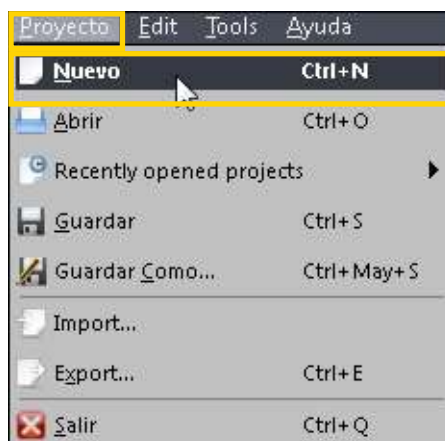 Proyecto Edit Tools Ayuda
Nuevo Ctrl+N
Abrir Ctrl+O
Recently opened projects
Guardar Ctrl+S
Guardar Como... Ctrl+May+S
Import...
Export... Ctrl+E
Salir Ctrl+Q